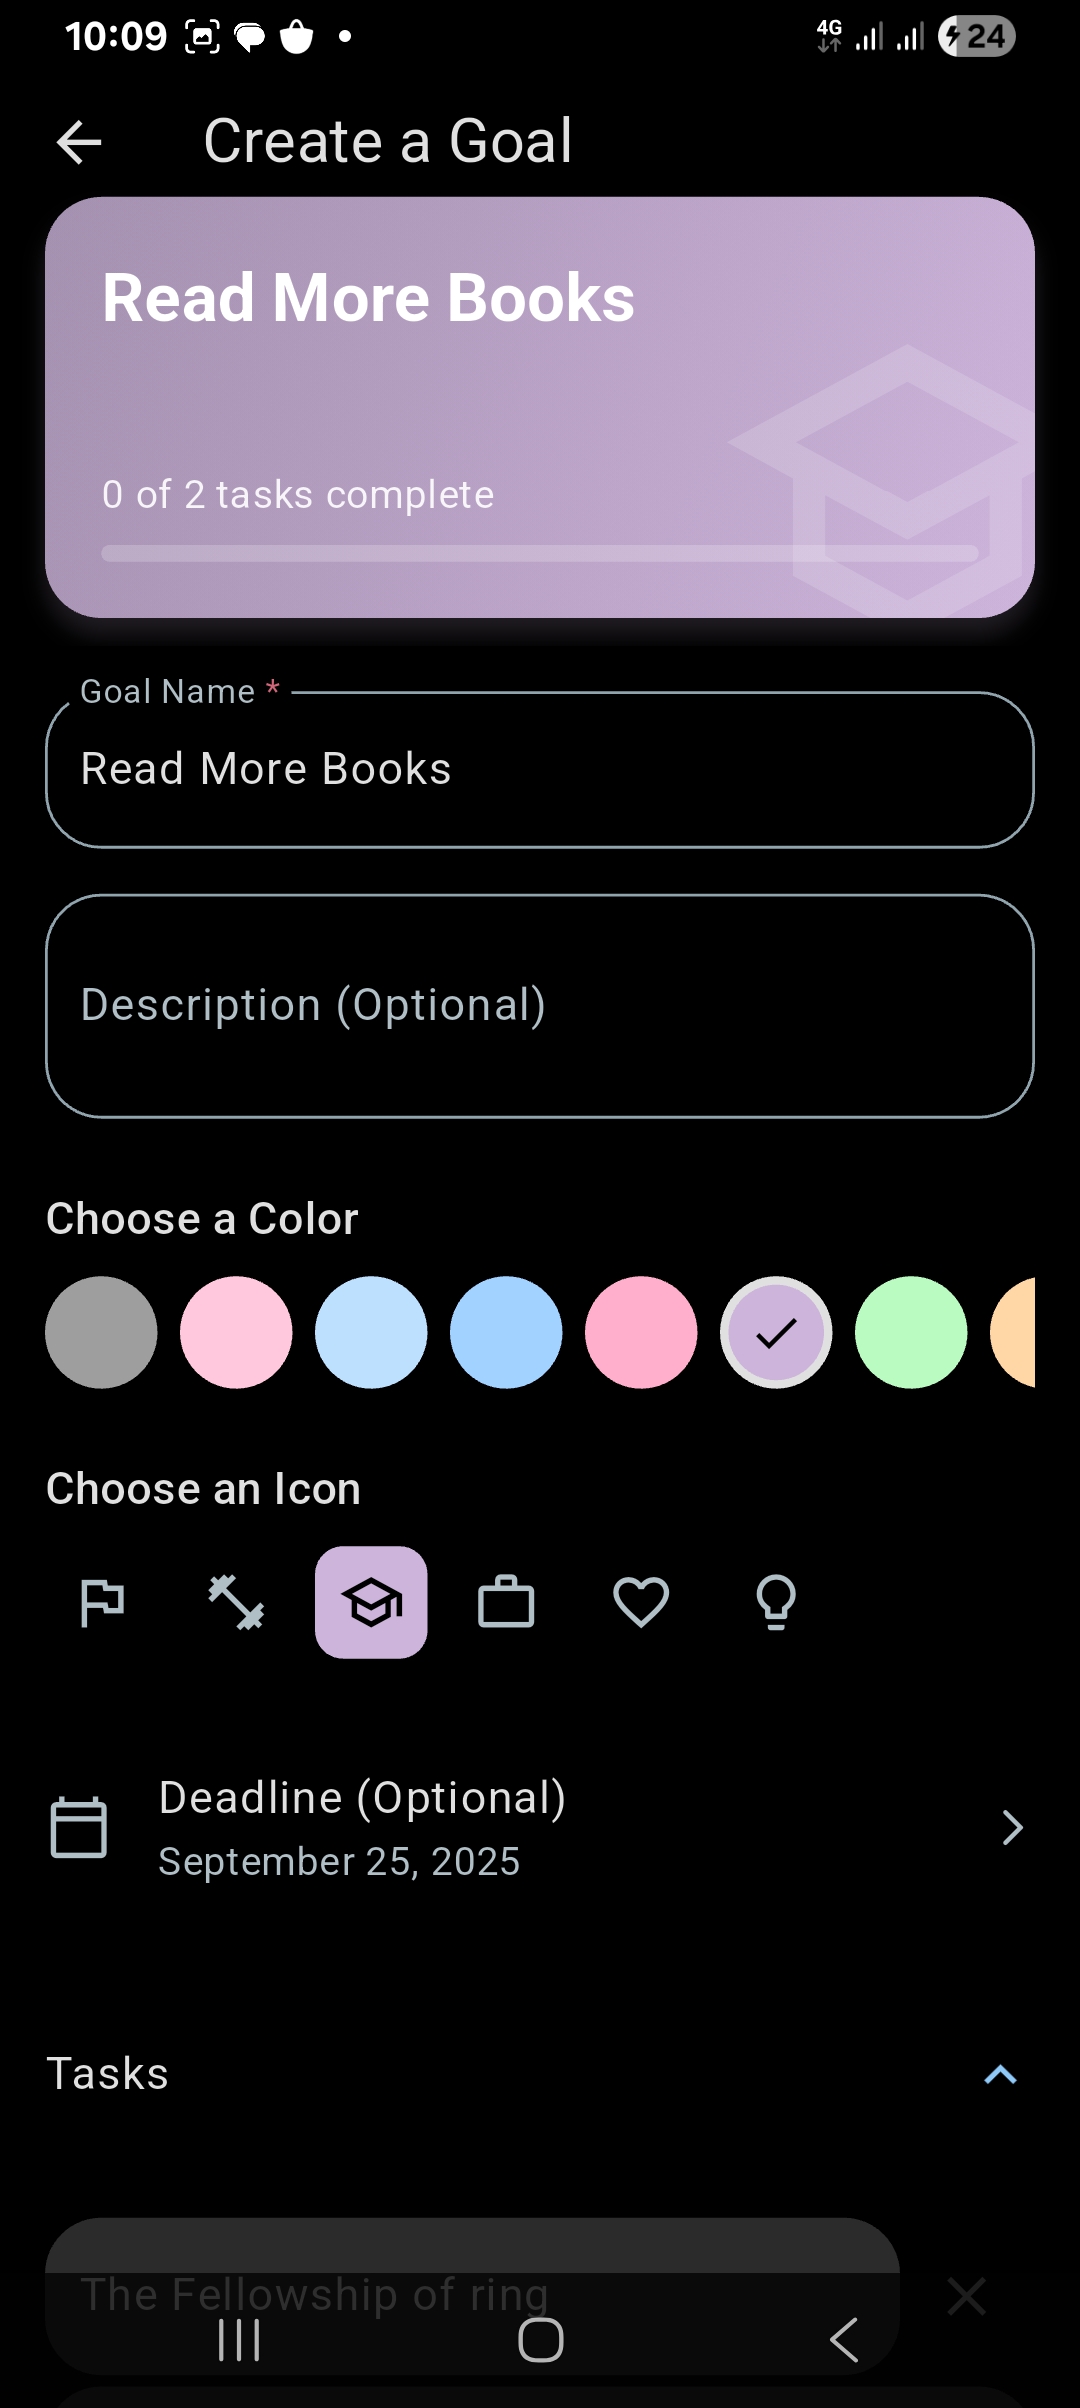 10:09
4G
24
Create a Goal
Read More Books
0 of 2 tasks complete
Goal Name *
Read More Books
Description (Optional)
Choose a Color
Choose an Icon
Deadline (Optional)
September 25, 2025
Tasks
The Fellowship of ring